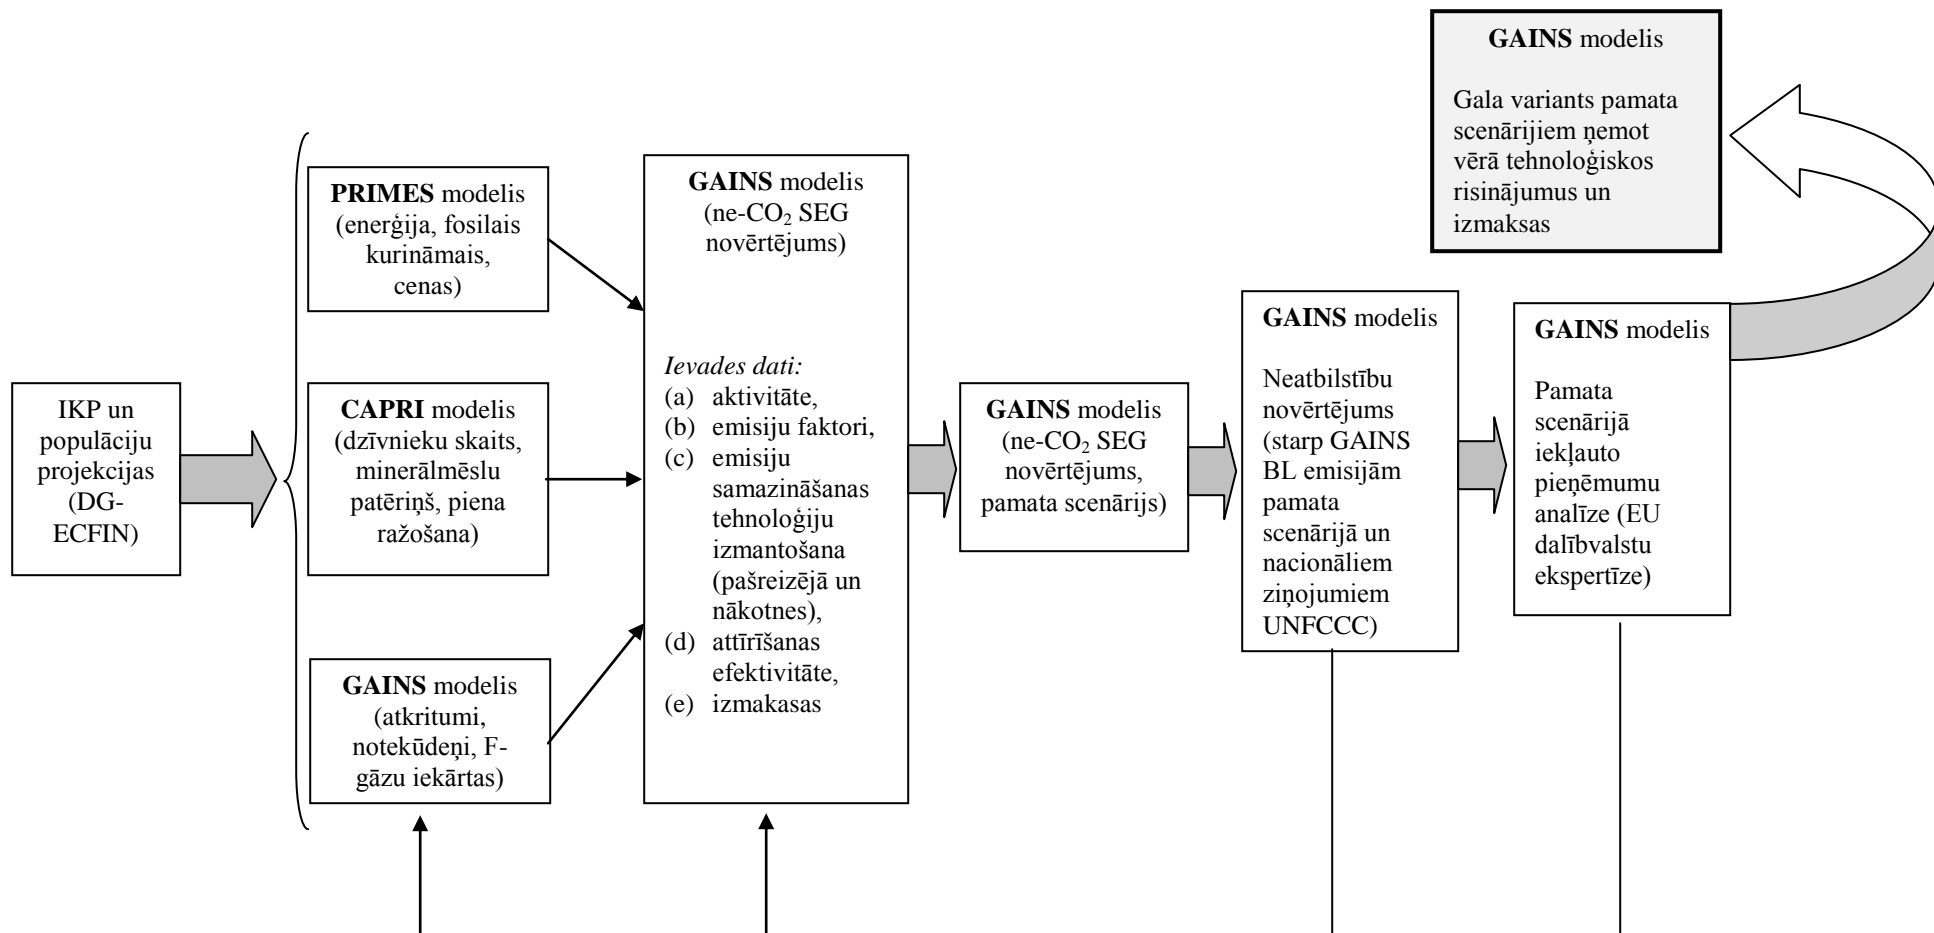 IKP un
populāciju
projekcijas
(DG-
ECFIN)
PRIMES modelis
(enerģija, fosilais
kurināmais,
cenas)
CAPRI modelis
(dzīvnieku skaits,
minerālmēslu
patēriņš, piena
ražošana)
GAINS modelis
(atkritumi,
notekūdeņi, F-
gāzu iekārtas)
GAINS modelis
(ne-CO₂ SEG
novērtējums)
Ievades dati:
(a) aktivitāte,
(b) emisiju faktori,
(c) emisiju
samazināšanas
tehnoloģiju
izmantošana
(pašreizējā un
nākotnes),
(d) attīrīšanas
efektivitāte,
(e) izmakasas
GAINS modelis
(ne-CO₂ SEG
novērtējums,
pamata scenārijs)
GAINS modelis
Neatbilstību
novērtējums
(starp GAINS
BL emisijām
pamata
scenārijā un
nacionāliem
ziņojumiem
UNFCCC)
GAINS modelis
Pamata
scenārijā
iekļauto
pieņēmumu
analīze (EU
dalībvalstu
ekspertīze)
GAINS modelis
Gala variants pamata
scenārijiem ņemot
vērā tehnoloģiskos
risinājumus un
izmaksas